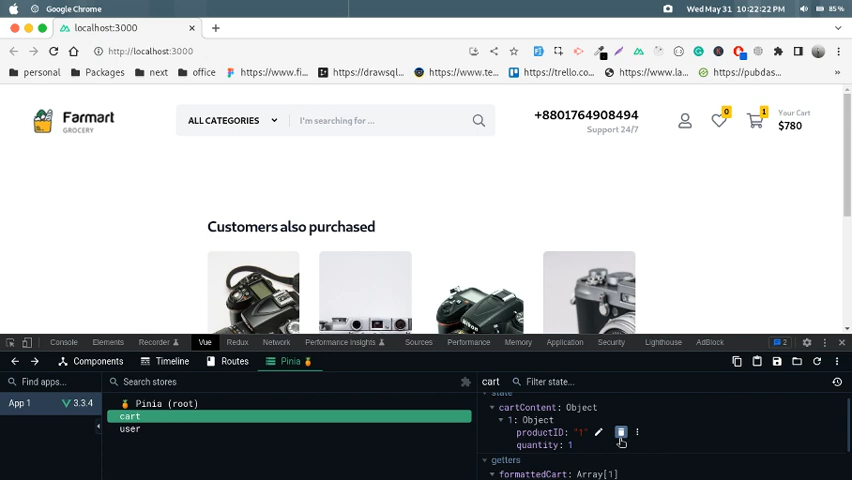 Google Chrome
Wed May 31 10:22:22 PM
85 %
localhost:3000
http://localhost:3000
personal
Packages
next
office
https://www.fi...
https://drawsql...
https://www.te...
https://trello.co...
https://www.la...
https://pubdas...
Farmart
GROCERY
ALL CATEGORIES
I'm searching for ...
+8801764908494
Support 24/7
0
1
Your Cart
$780
Customers also purchased
Console
Elements
Recorder
Vue
Redux
Network
Performance insights
Sources
Performance
Memory
Application
Security
Lighthouse
AdBlock
2
Components
Timeline
Routes
Pinia
Find apps...
Search stores
cart
Filter state...
App 1
3.3.4
Pinia (root)
cart
user
state
cartContent: Object
1: Object
productID: "1"
quantity: 1
getters
formattedCart: Array[1]